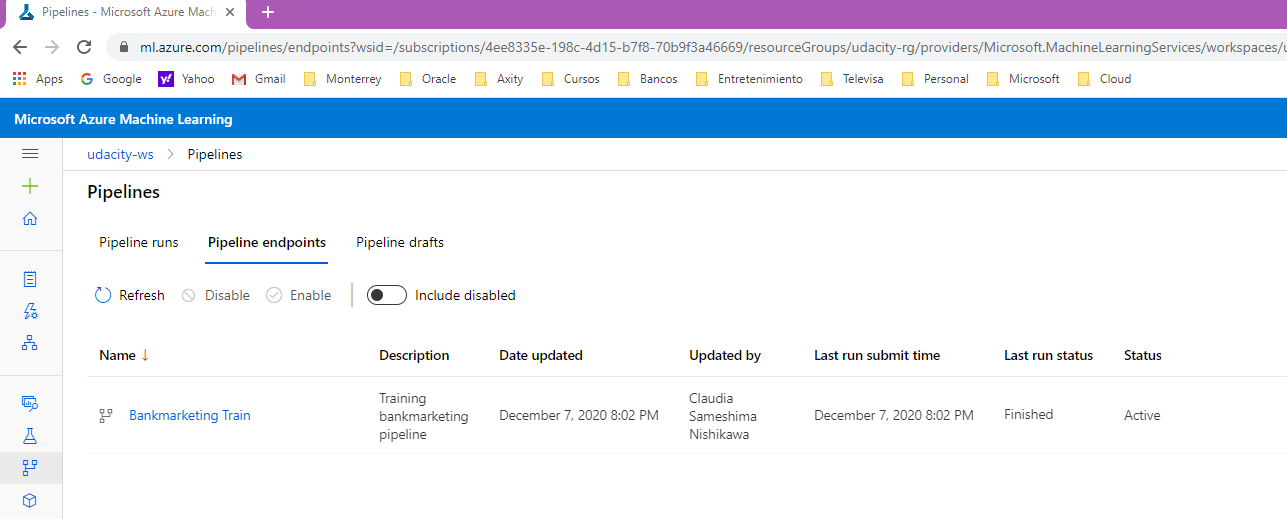 Pipelines - Microsoft Azure Mach
ml.azure.com/pipelines/endpoints?wsid=/subscriptions/4ee8335e-198c-4d15-b7f8-70b9f3a46669/resourceGroups/udacity-rg/providers/Microsoft.MachineLearningServices/workspaces/u
Apps Google Yahoo Gmail Monterrey Oracle Axity Cursos Bancos Entretenimiento Televisa Personal Microsoft Cloud
Microsoft Azure Machine Learning
udacity-ws > Pipelines
Pipelines
Pipeline runs Pipeline endpoints Pipeline drafts
Refresh Disable Enable Include disabled
Name ↓ Description Date updated Updated by Last run submit time Last run status Status
Training Claudia
Bankmarketing Train bankmarketing December 7, 2020 8:02 PM Sameshima December 7, 2020 8:02 PM Finished Active
pipeline Nishikawa